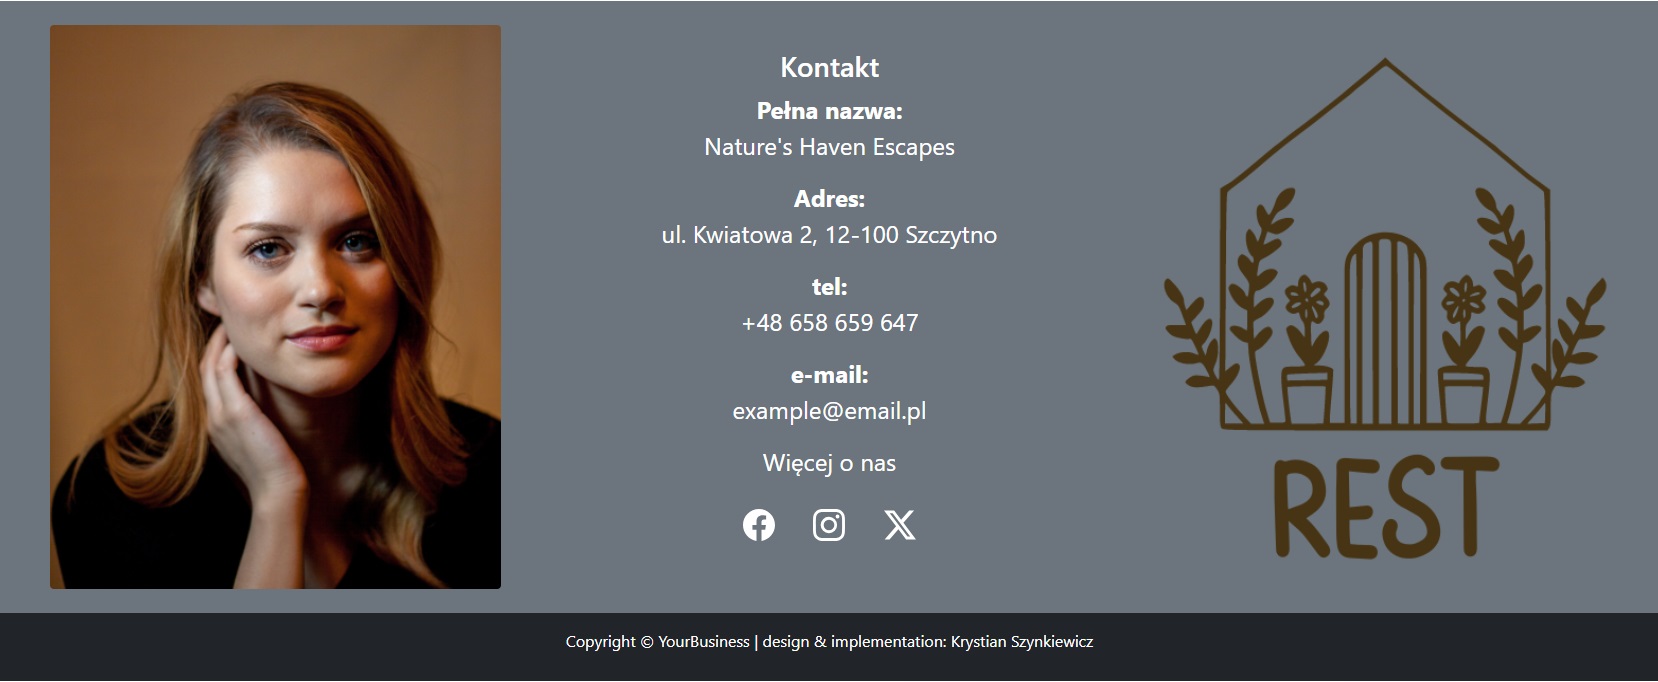 Kontakt
Pełna nazwa:
Nature's Haven Escapes
Adres:
ul. Kwiatowa 2, 12-100 Szczytno
tel:
+48 658 659 647
e-mail:
example@email.pl
Więcej o nas
REST
Copyright © YourBusiness | design & implementation: Krystian Szynkiewicz